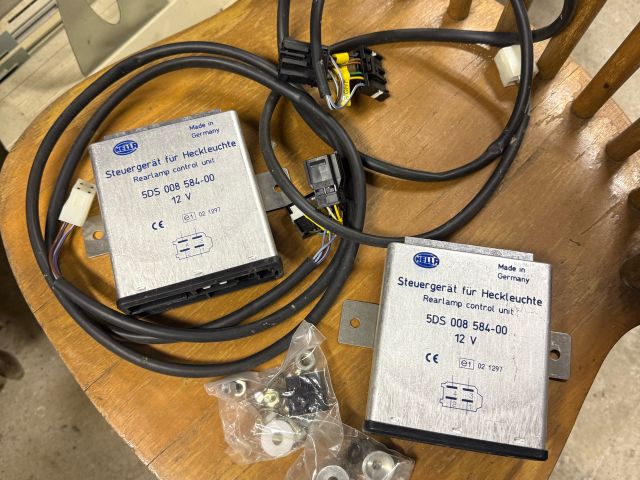 HELLA
Made in
Germany
Steuergerät für Heckleuchte
Rearlamp control unit
5DS 008 584-00
12 V
CE
e1 02 1297
HELLA
Made in
Germany
Steuergerät für Heckleuchte
Rearlamp control unit
5DS 008 584-00
12 V
CE
e1 02 1297